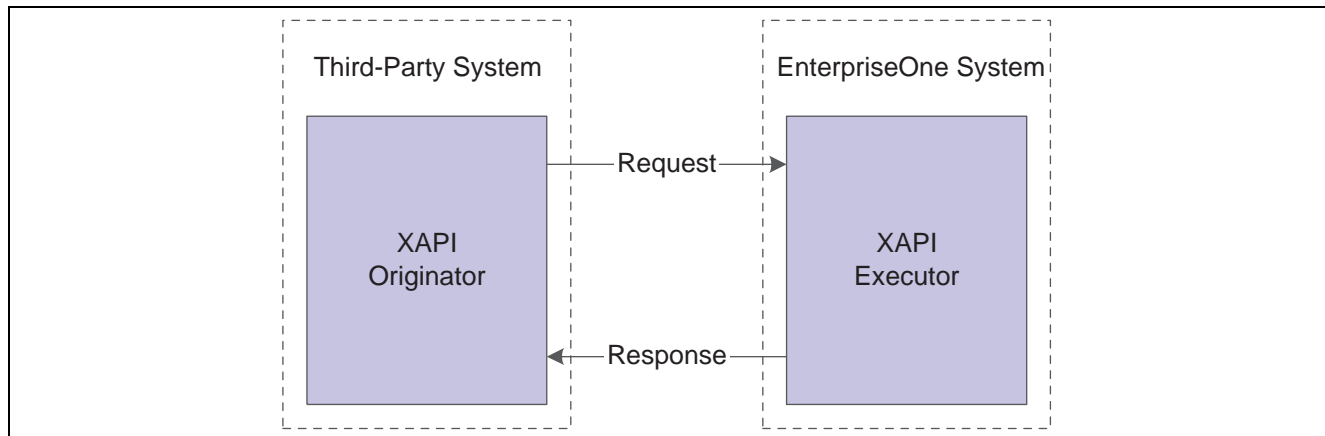 Third-Party System
EnterpriseOne System
Request
XAPI
Originator
XAPI
Executor
Response